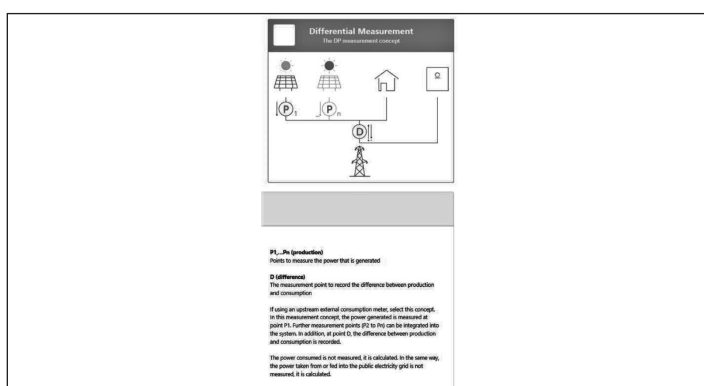 Differential Measurement
The DP measurement concept
P 1
P n
D
P1,...Pn (production)
Points to measure the power that is generated
D (difference)
The measurement point to record the difference between production
and consumption
If using an upstream external consumption meter, select this concept.
In this measurement concept, the power generated is measured at
point P1. Further measurement points (P2 to Pn) can be integrated into
the system. In addition, at point D, the difference between production
and consumption is recorded.
The power consumed is not measured, it is calculated. In the same way,
the power taken from or fed into the public electricity grid is not
measured, it is calculated.